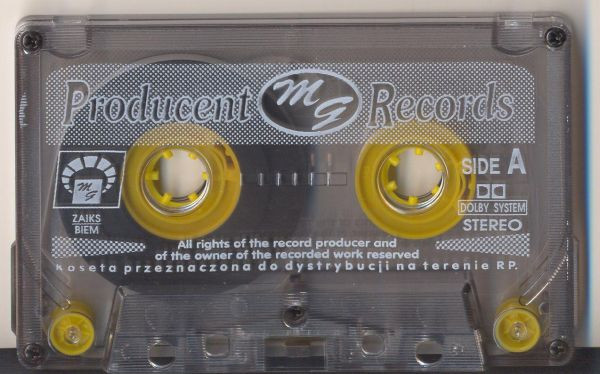 Producent MG Records
SIDE A
MG
ZAIKS
BIEM
DOLBY SYSTEM
STEREO
All rights of the record producer and
of the owner of the recorded work reserved
koseta przeznaczona do dystrybucji na terenie RP.